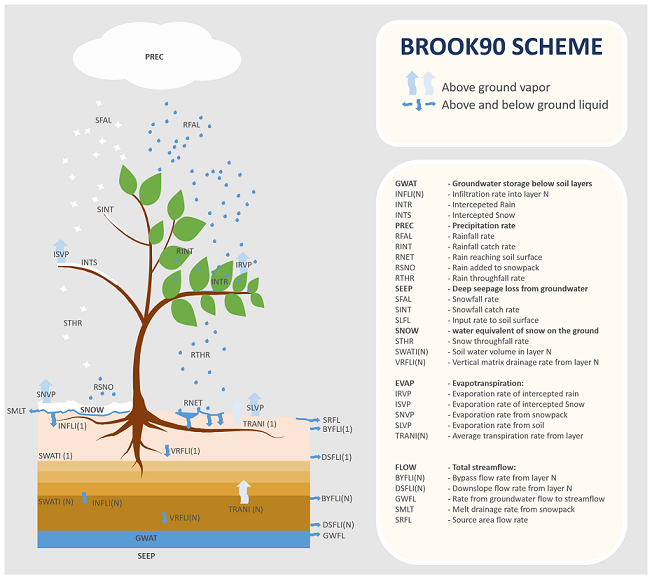 PREC
SFAL
RFAL
SINT
RINT
ISVP
INTS
IRVP
INTR
STHR
RTHR
RSNO
SNVP
SMLT
SNOW
RNET
SLVP
INFLI(1)
TRANI (1)
SRFL
BYFLI(1)
SWATI (1)
VRFLI(1)
DSFLI(1)
SWATI (N)
INFLI(N)
TRANI (N)
BYFLI(N)
VRFLI(N)
DSFLI(N)
GWAT
GWFL
SEEP
BROOK90 SCHEME
Above ground vapor
Above and below ground liquid
GWAT - Groundwater storage below soil layers
INFLI(N) - Infiltration rate into layer N
INTR - Intercepeted Rain
INTS - Intercepted Snow
PREC - Precipitation rate
RFAL - Rainfall rate
RINT - Rainfall catch rate
RNET - Rain reaching soil surface
RSNO - Rain added to snowpack
RTHR - Rain throughfall rate
SEEP - Deep seepage loss from groundwater
SFAL - Snowfall rate
SINT - Snowfall catch rate
SLFL - Input rate to soil surface
SNOW - water equivalent of snow on the ground
STHR - Snow throughfall rate
SWATI(N) - Soil water volume in layer N
VRFLI(N) - Vertical matrix drainage rate from layer N
EVAP - Evapotranspiration:
IRVP - Evaporation rate of intercepted rain
ISVP - Evaporation rate of intercepted Snow
SNVP - Evaporation rate from snowpack
SLVP - Evaporation rate from soil
TRANI(N) - Average transpiration rate from layer
FLOW - Total streamflow:
BYFLI(N) - Bypass flow rate from layer N
DSFLI(N) - Downslope flow rate from layer N
GWFL - Rate from groundwater flow to streamflow
SMLT - Melt drainage rate from snowpack
SRFL - Source area flow rate